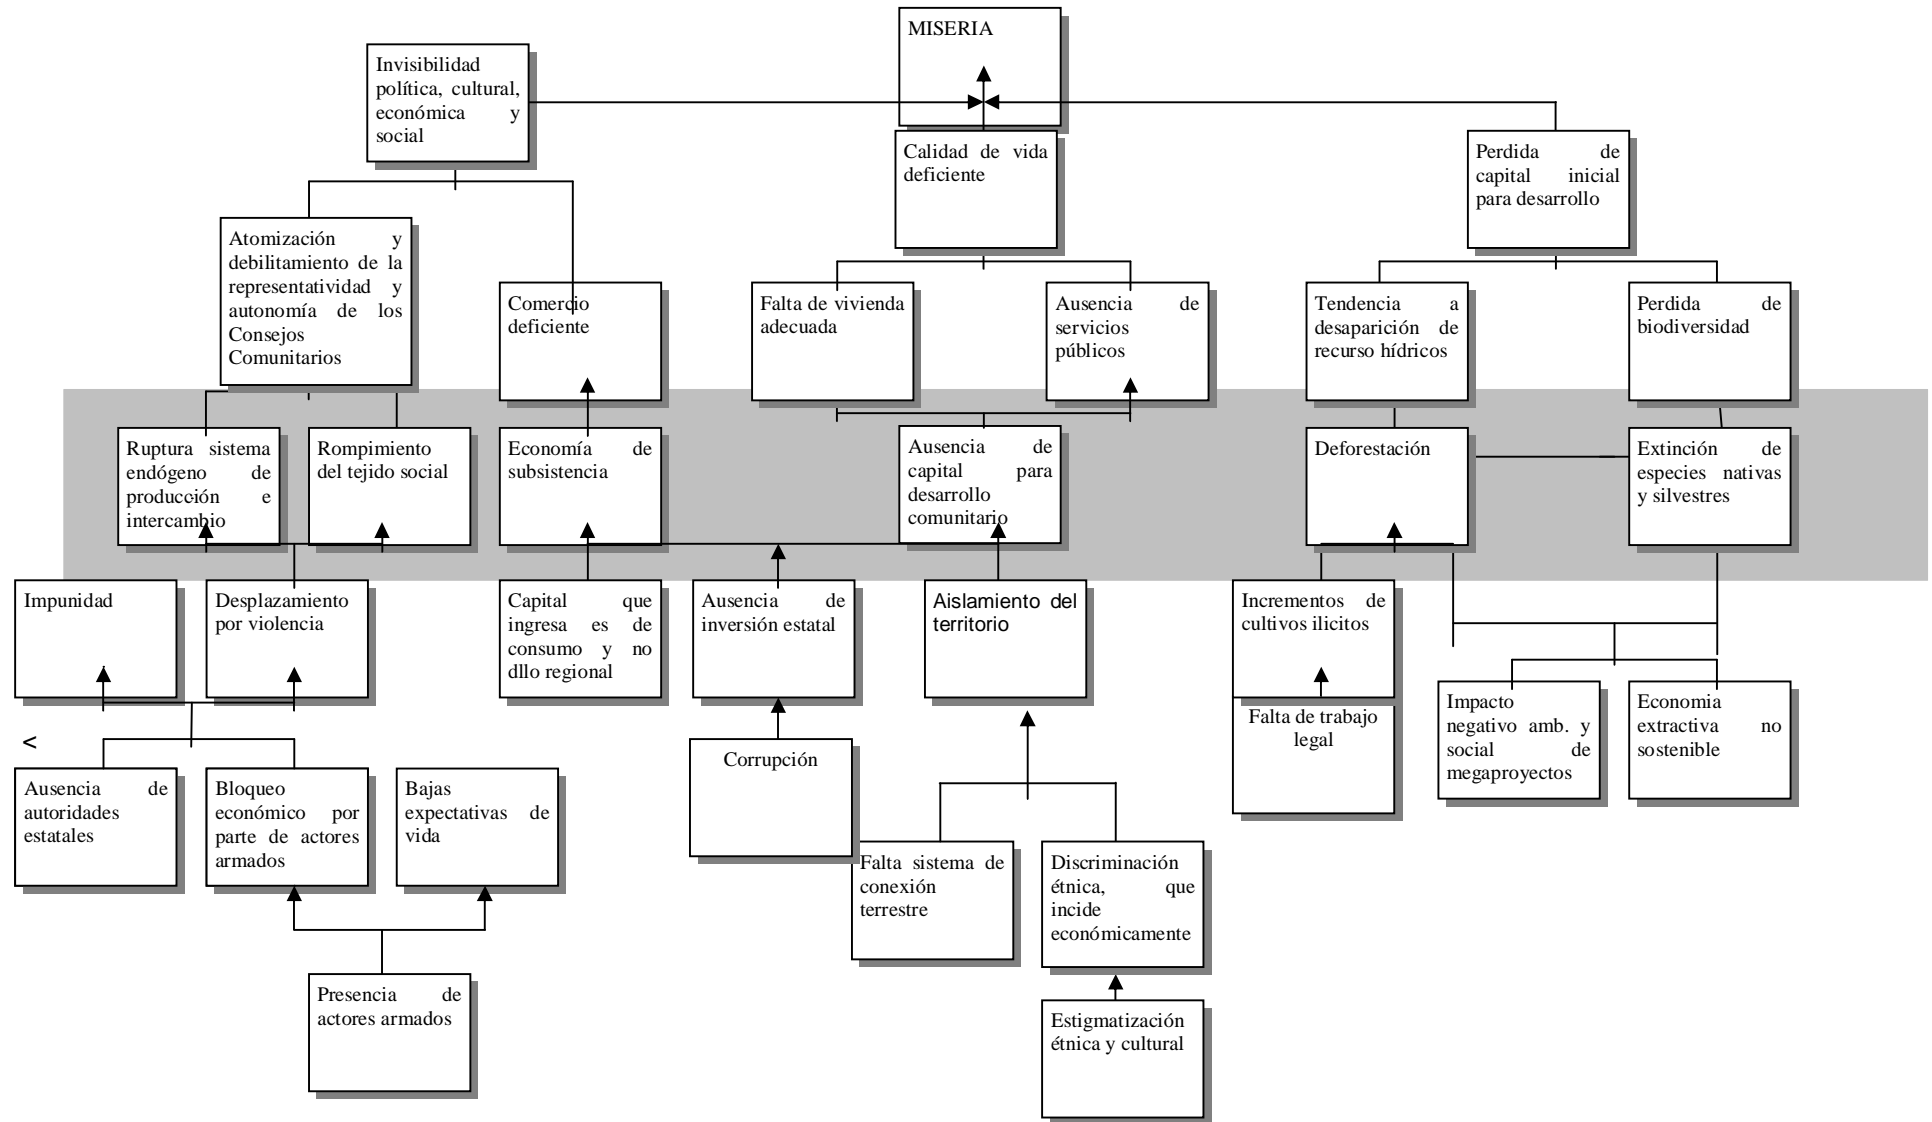 MISERIA
Invisibilidad
política, cultural,
económica y
social
Calidad de vida
deficiente
Perdida de
capital inicial
para desarrollo
Atomización y
debilitamiento de la
representatividad y
autonomía de los
Consejos
Comunitarios
Comercio
deficiente
Falta de vivienda
adecuada
Ausencia de
servicios
públicos
Tendencia a
desaparición de
recurso hídricos
Perdida de
biodiversidad
Ruptura sistema
endógeno de
producción e
intercambio
Rompimiento
del tejido social
Economía de
subsistencia
Ausencia de
capital para
desarrollo
comunitario
Deforestación
Extinción de
especies nativas
y silvestres
Impunidad
Desplazamiento
por violencia
Capital que
ingresa es de
consumo y no
dllo regional
Ausencia de
inversión estatal
Aislamiento del
territorio
Incrementos de
cultivos ilicitos
Impacto
negativo amb. y
social de
megaproyectos
Economia
extractiva no
sostenible
Falta de trabajo
legal
<
Corrupción
Ausencia de
autoridades
estatales
Bloqueo
económico por
parte de actores
armados
Bajas
expectativas de
vida
Falta sistema de
conexión
terrestre
Discriminación
étnica, que
incide
económicamente
Presencia de
actores armados
Estigmatización
étnica y cultural